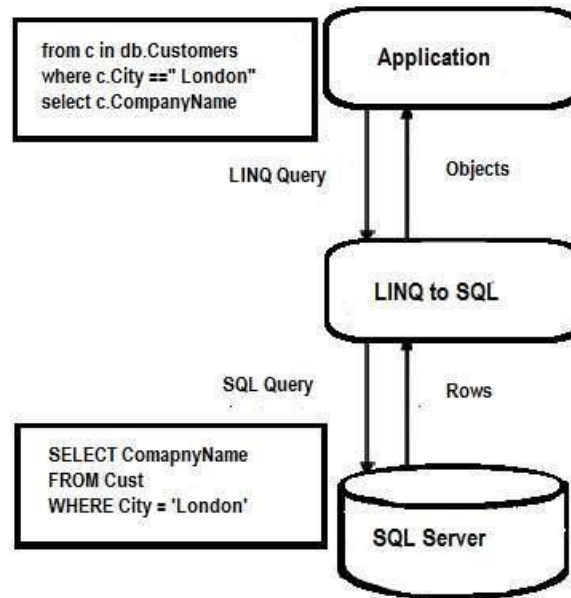 from c in db.Customers
where c.City ==" London"
select c.CompanyName
Application
LINQ Query
Objects
LINQ to SQL
SQL Query
Rows
SELECT ComapnyName
FROM Cust
WHERE City = 'London'
SQL Server